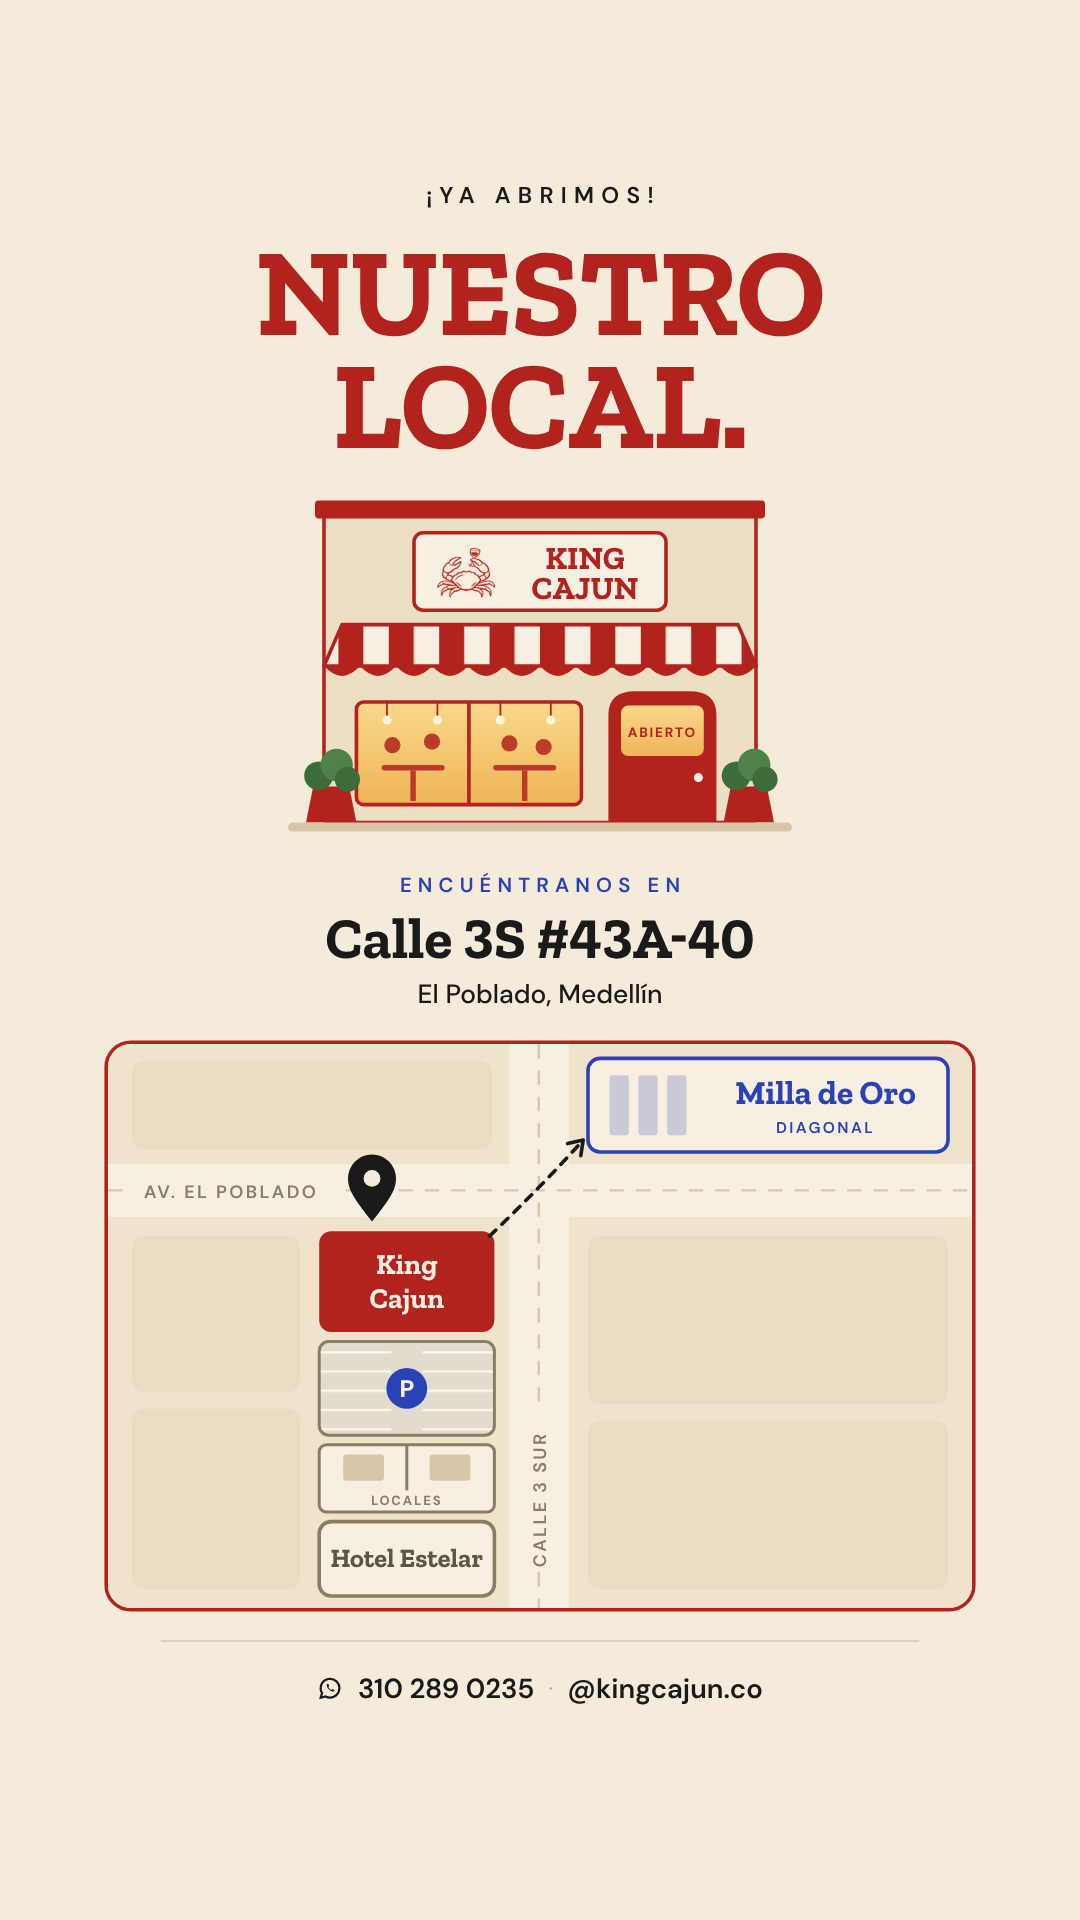 ¡YA ABRIMOS!
NUESTRO
LOCAL.
KING
CAJUN
ABIERTO
ENCUÉNTRANOS EN
Calle 3S #43A-40
El Poblado, Medellín
Milla de Oro
DIAGONAL
AV. EL POBLADO
King
Cajun
P
CALLE 3 SUR
LOCALES
Hotel Estelar
310 289 0235 · @kingcajun.co